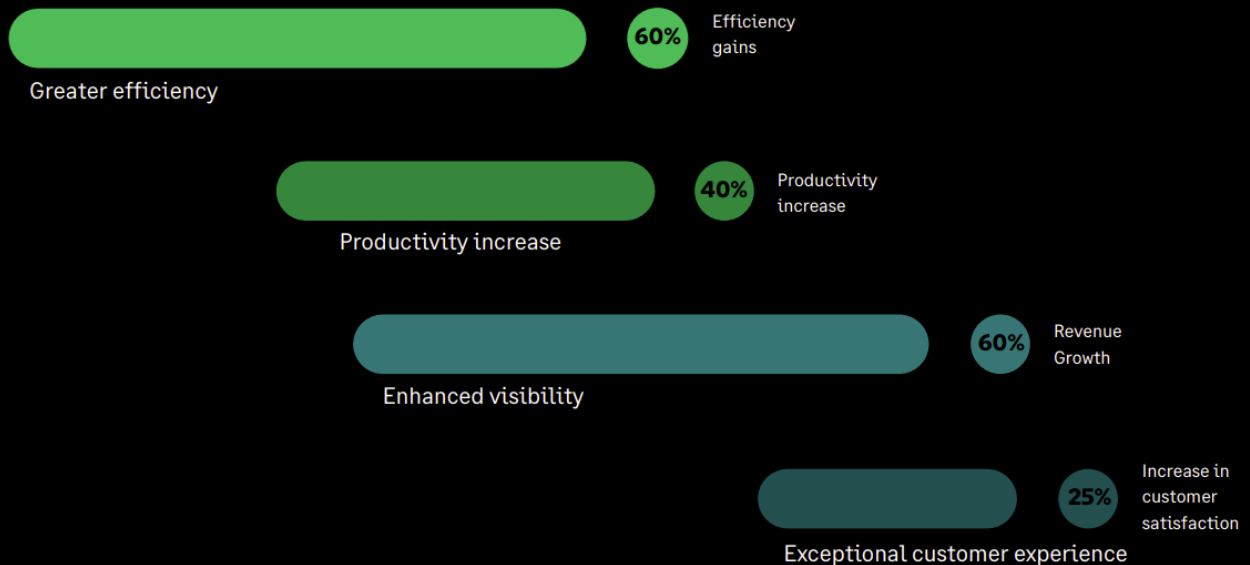 60%
Efficiency
gains
Greater efficiency
40%
Productivity
increase
Productivity increase
60%
Revenue
Growth
Enhanced visibility
25%
Increase in
customer
satisfaction
Exceptional customer experience